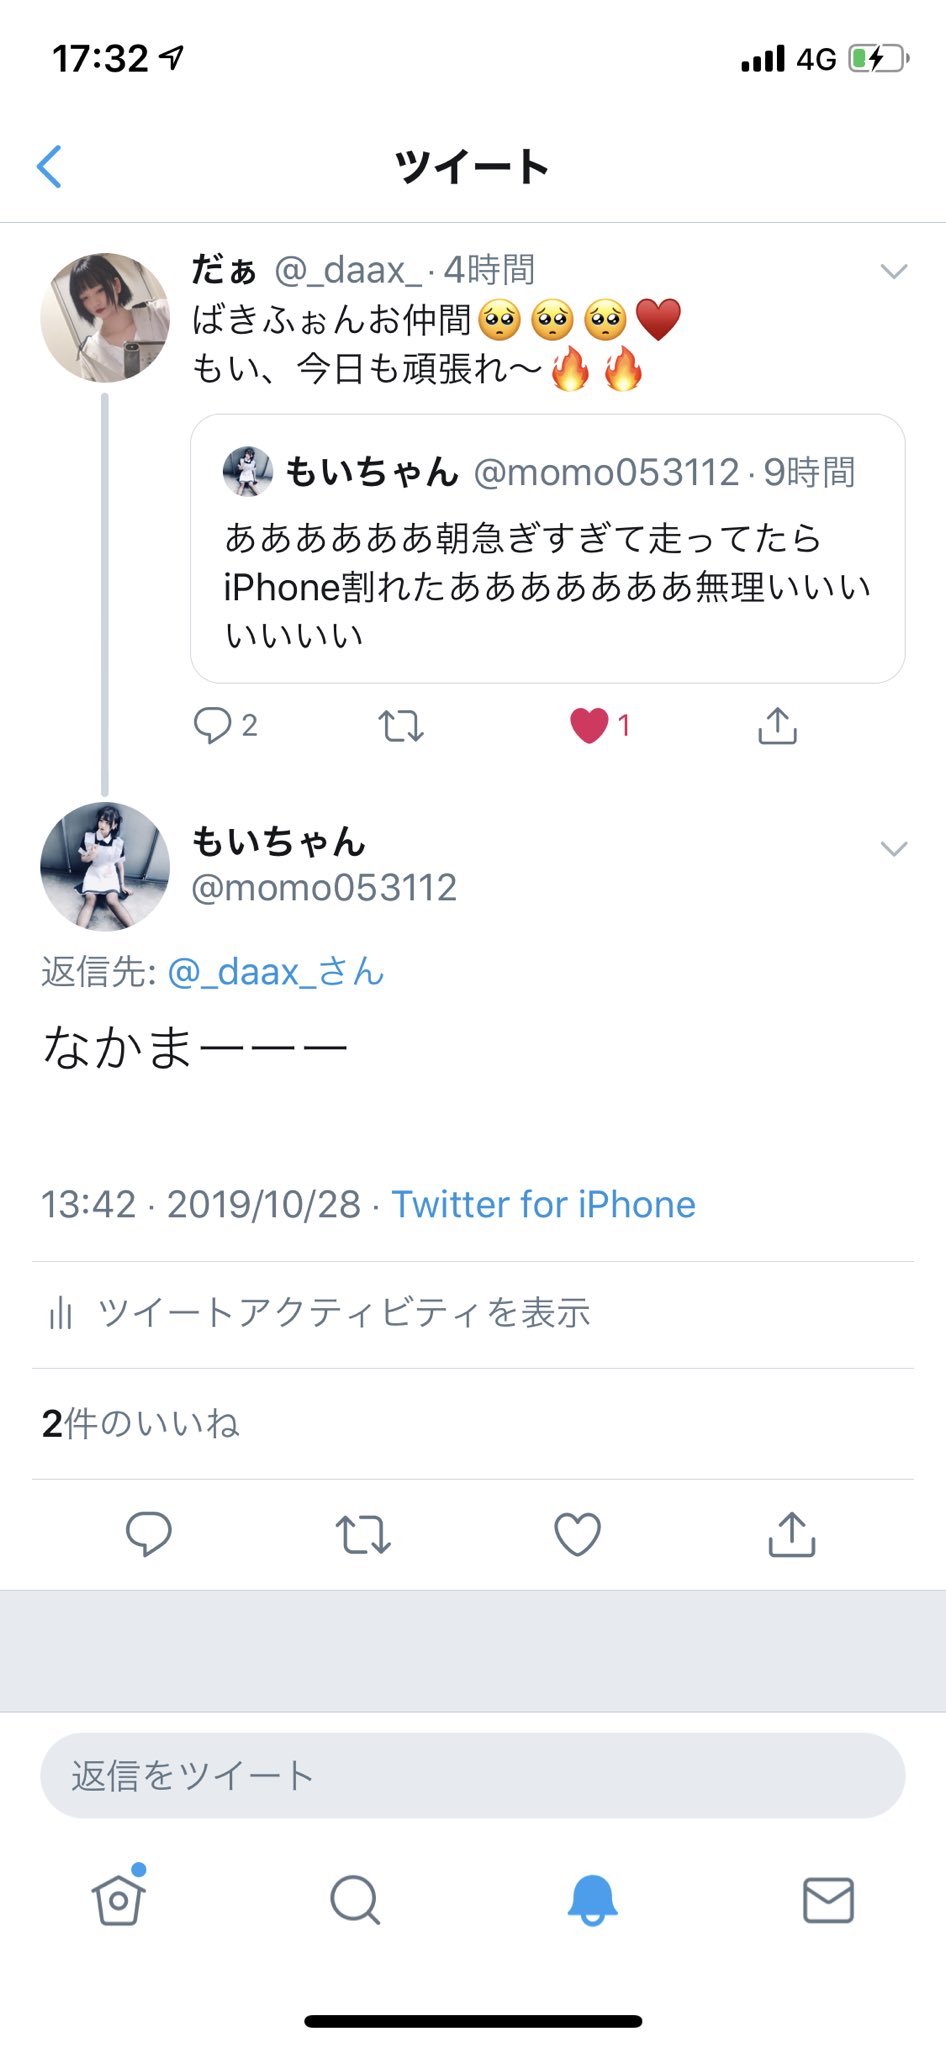 17:32 4G
ツイート
だぁ @_daax_ · 4時間
ばきふぉんお仲間🥺🥺🥺♥️
もい、今日も頑張れ〜🔥🔥
もいちゃん @momo053112 · 9時間
ああああああ朝急ぎすぎて走ってたら
iPhone割れたあああああああ無理いいい
いいいい
2 1
もいちゃん
@momo053112
返信先: @_daax_さん
なかまーーー
13:42 · 2019/10/28 · Twitter for iPhone
ツイートアクティビティを表示
2件のいいね
返信をツイート